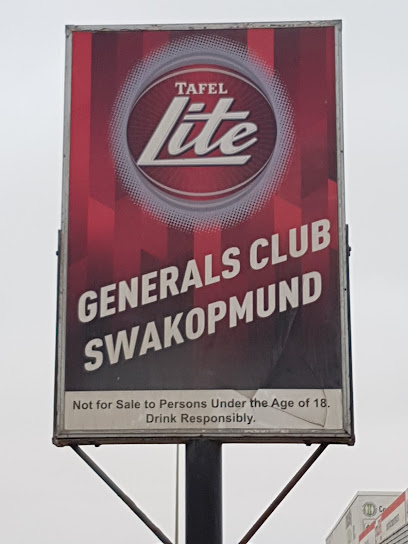 TAFEL
Lite
GENERALS CLUB
SWAKOPMUND
Not for Sale to Persons Under the Age of 18.
Drink Responsibly.